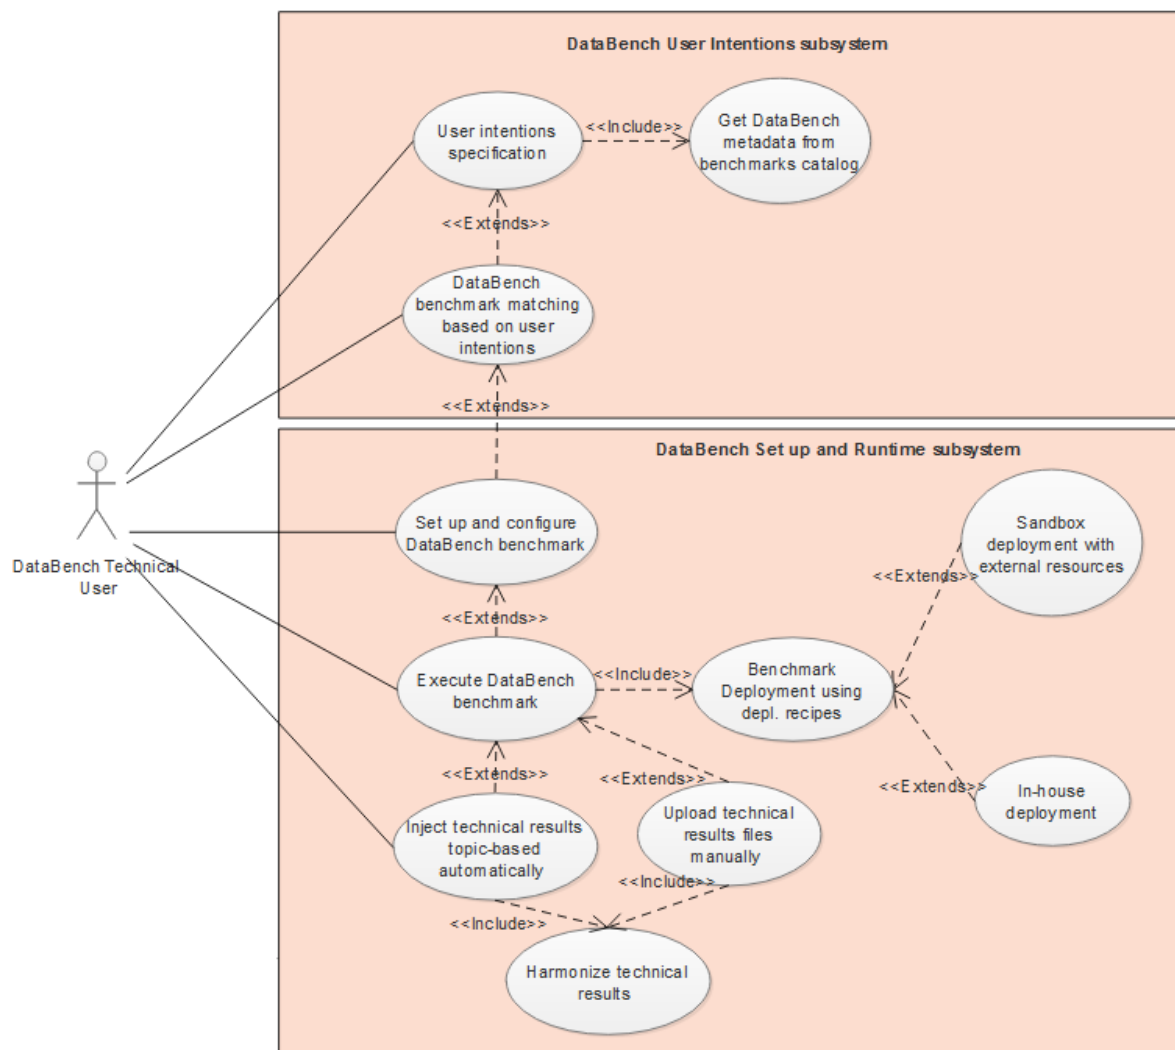 DataBench User Intentions subsystem
User intentions
specification
<<Include>>
Get DataBench
metadata from
benchmarks catalog
<<Extends>>
DataBench
benchmark matching
based on user
intentions
<<Extends>>
DataBench Set up and Runtime subsystem
DataBench Technical
User
Set up and configure
DataBench benchmark
Sandbox
deployment with
external resources
<<Extends>>
<<Extends>>
Execute DataBench
benchmark
<<Include>>
Benchmark
Deployment using
depl. recipes
<<Extends>>
<<Extends>>
<<Extends>>
In-house
deployment
Inject technical results
topic-based
automatically
Upload technical
results files
manually
<<Include>>
<<Include>>
Harmonize technical
results